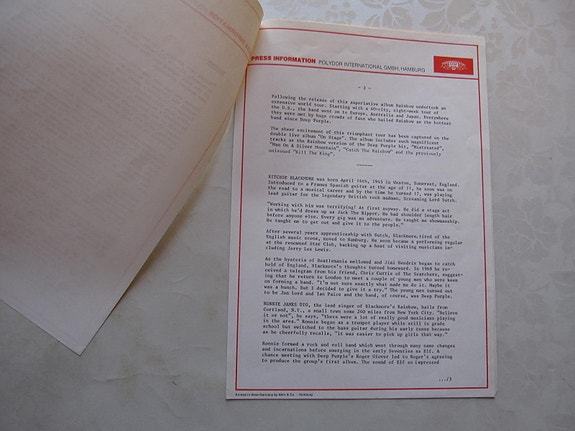 PRESS INFORMATION POLYDOR INTERNATIONAL GMBH, HAMBURG
- 2 -
Following the release of this superlative album Rainbow undertook an
extensive world tour. Starting with a 40-city, eight-week tour of
the U.S., the band went on to Europe, Australia and Japan. Everywhere
they were met by huge crowds of fans who hailed Rainbow as the hottest
band since Deep Purple.
The sheer excitement of this triumphant tour has been captured on the
double live album "On Stage". The album includes such magnificent
tracks as the Rainbow version of the Deep Purple hit, "Mistreated",
"Man On A Silver Mountain", "Catch The Rainbow" and the previously
unissued "Kill The King".
RITCHIE BLACKMORE was born April 14th, 1945 in Weston, Somerset, England.
Introduced to a Framus Spanish guitar at the age of 11, he soon was on
the road to a musical career and by the time he turned 17, was playing
lead guitar for the legendary British rock madman, Screaming Lord Sutch.
"Working with him was terrifying! At first anyway. He did a stage act
in which he'd dress up as Jack The Ripper. He had shoulder length hair
before anyone else. Every gig was an adventure. He taught me showmanship.
He taught me to get out and give it to the people."
After several years apprenticeship with Sutch, Blackmore, tired of the
English music scene, moved to Hamburg. He soon became a performing regular
at the renowned Star Club, backing up a host of visiting musicians in-
cluding Jerry Lee Lewis.
As the hysteria of Beatlemania mellowed and Jimi Hendrix began to catch
hold of England, Blackmore's thoughts turned homeward. In 1968 he re-
ceived a telegram from his friend, Chris Curtis of The Searchers, suggest-
ing that he return to London to meet a couple of young men who were keen
on forming a band. "I'm not sure exactly what made me do it. Maybe it
was a hunch. But I decided to give it a try." The young men turned out
to be Jon Lord and Ian Paice and the band, of course, was Deep Purple.
RONNIE JAMES DIO, the lead singer of Blackmore's Rainbow, hails from
Cortland, N.Y., a small town some 260 miles from New York City. "Believe
it or not", he says, "There were a lot of really good musicians playing
in the area." Ronnie began as a trumpet player while still in grade
school but switched to the bass guitar during his early teens because
as he cheerfully recalls, "it was easier to pick up girls that way."
Ronnie formed a rock and roll band which went through many name changes
and incarnations before emerging in the early Seventies as Elf. A
chance meeting with Deep Purple's Roger Glover led to Roger's agreeing
to produce the group's first album. The sound of Elf so impressed
.../3